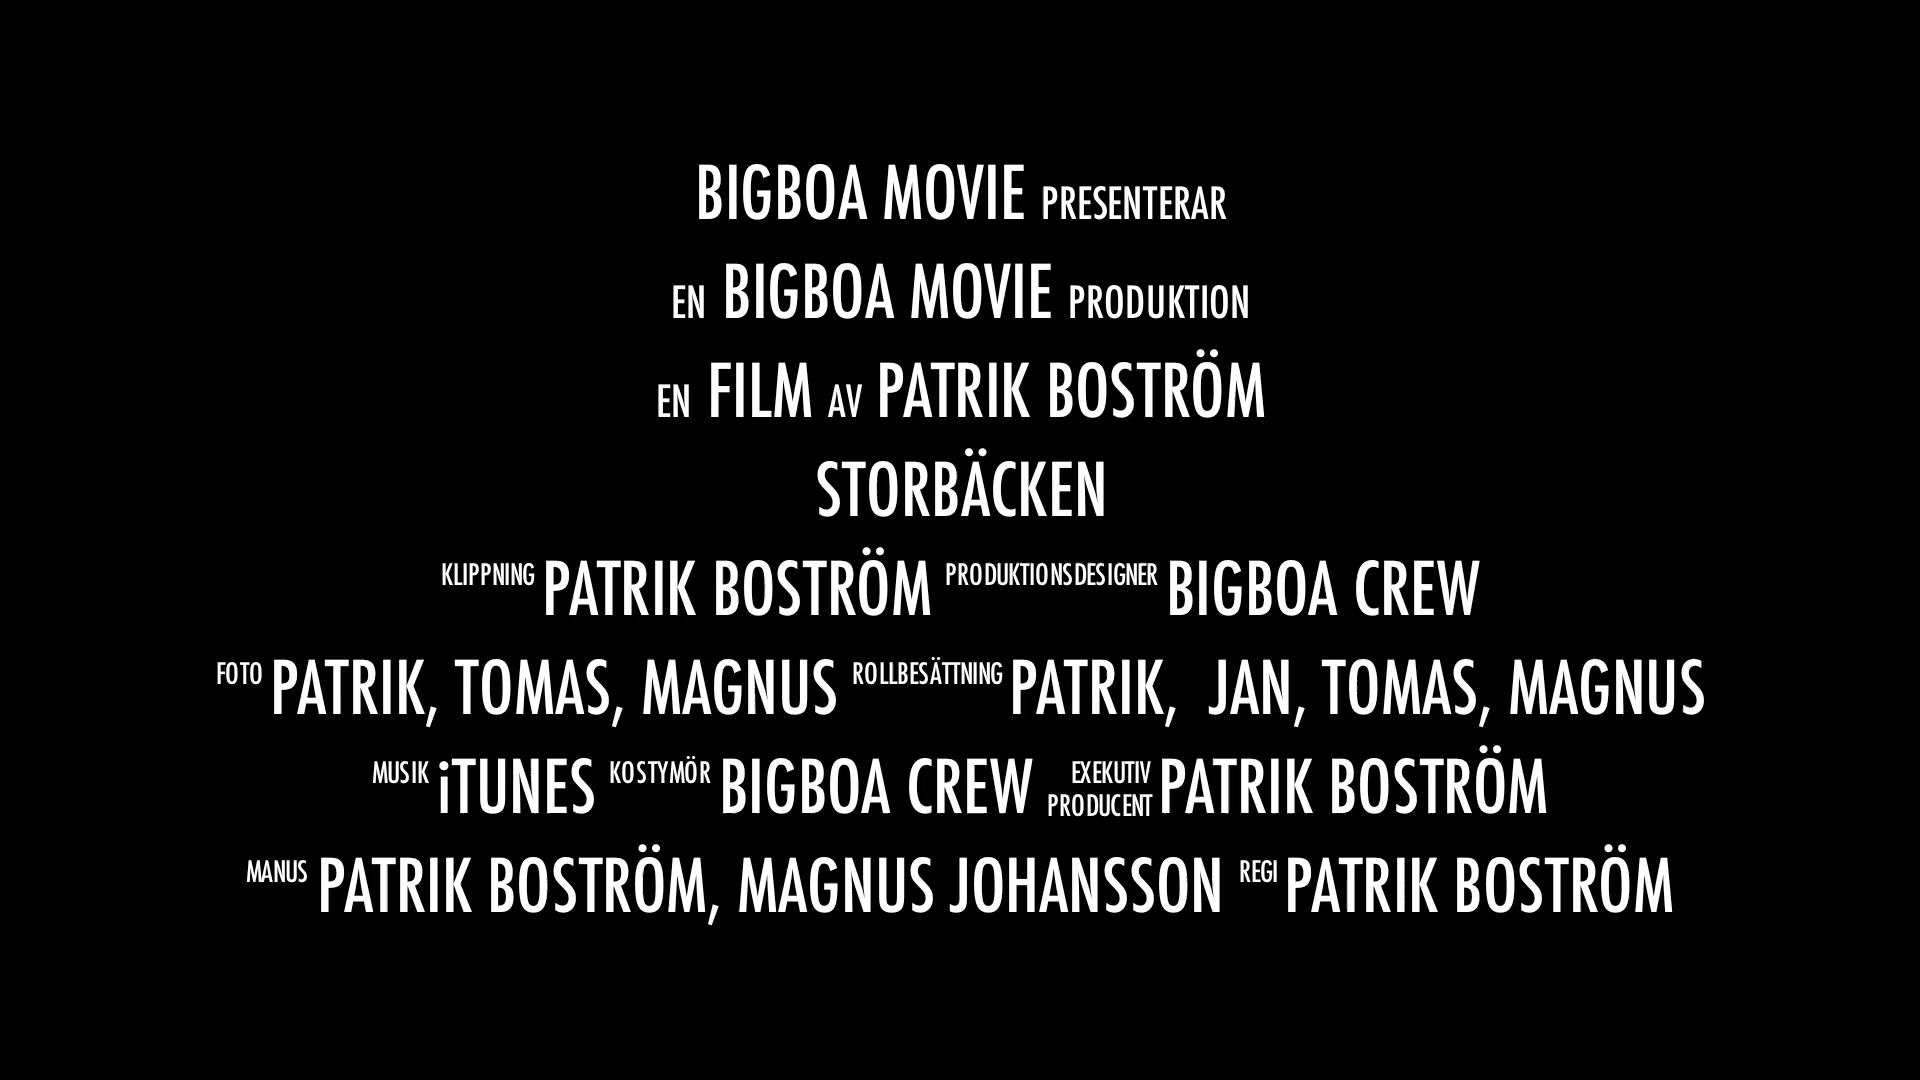 BIGBOA MOVIE PRESENTERAR
EN BIGBOA MOVIE PRODUKTION
EN FILM AV PATRIK BOSTRÖM
STORBÄCKEN
KLIPPNING PATRIK BOSTRÖM PRODUKTIONSDESIGNER BIGBOA CREW
FOTO PATRIK, TOMAS, MAGNUS ROLLBESÄTTNING PATRIK, JAN, TOMAS, MAGNUS
MUSIK iTUNES KOSTYMÖR BIGBOA CREW EXEKUTIV PRODUCENT PATRIK BOSTRÖM
MANUS PATRIK BOSTRÖM, MAGNUS JOHANSSON REGI PATRIK BOSTRÖM